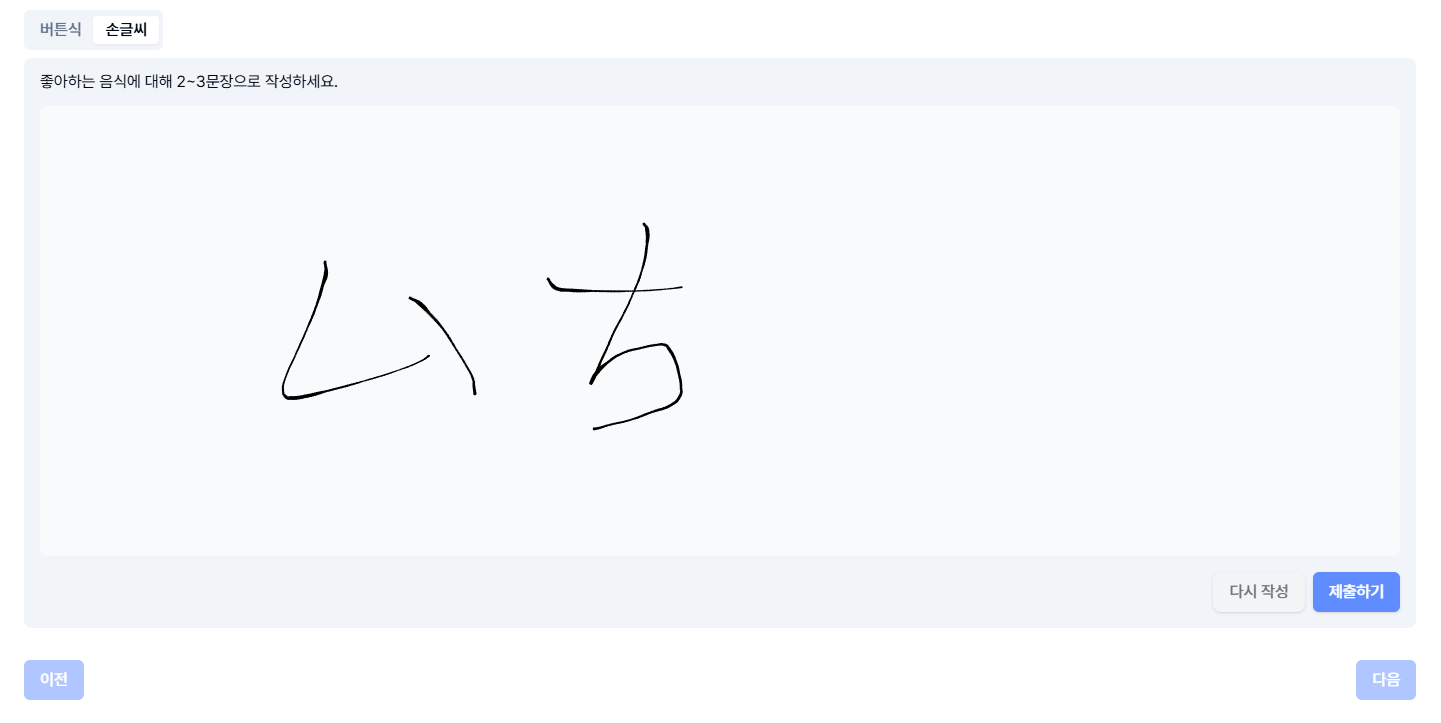 버튼식 손글씨
좋아하는 음식에 대해 2~3문장으로 작성하세요.
다시 작성 제출하기
이전 다음